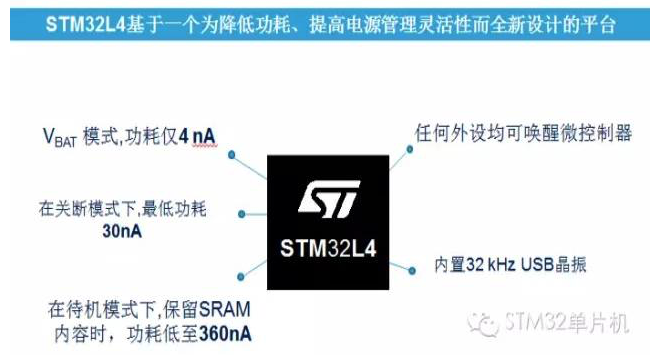 STM32L4基于一个为降低功耗、提高电源管理灵活性而全新设计的平台
VBAT 模式,功耗仅4 nA
任何外设均可唤醒微控制器
在关断模式下,最低功耗
30nA
STM32L4
内置32 kHz USB晶振
在待机模式下,保留SRAM
内容时，功耗低至360nA
STM32单片机